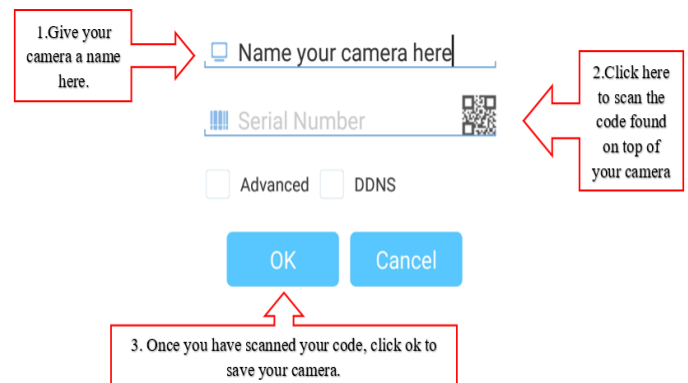 1.Give your
camera a name
here.
Name your camera here
2.Click here
to scan the
code found
on top of
your camera
Serial Number
Advanced DDNS
OK Cancel
3. Once you have scanned your code, click ok to
save your camera.